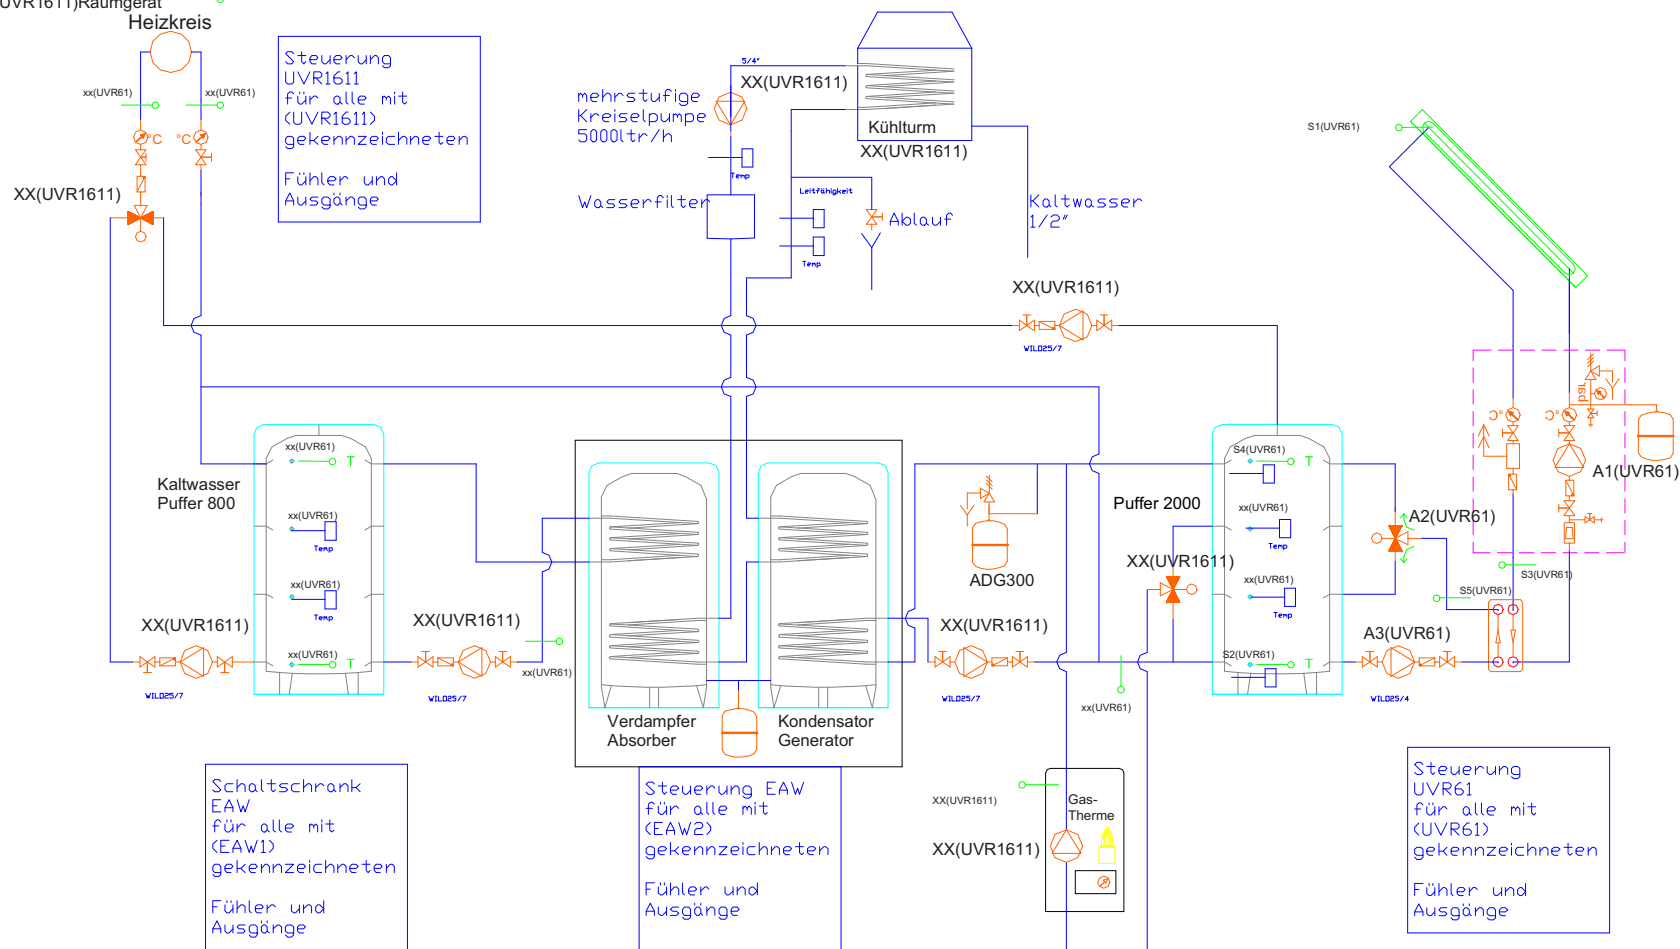 (UVR1611)Raumgerät
Heizkreis
xx(UVR61)
xx(UVR61)
°C
°C
XX(UVR1611)
Steuerung
UVR1611
für alle mit
(UVR1611)
gekennzeichneten
Fühler und
Ausgänge
mehrstufige
Kreiselpumpe
5000ltr/h
5/4"
XX(UVR1611)
Temp
Wasserfilter
Kühlturm
XX(UVR1611)
Leitfähigkeit
Temp
Ablauf
Kaltwasser
1/2"
S1(UVR61)
XX(UVR1611)
WILO25/7
Kaltwasser
Puffer 800
xx(UVR61)
T
xx(UVR61)
Temp
xx(UVR61)
Temp
xx(UVR61)
T
XX(UVR1611)
WILO25/7
XX(UVR1611)
WILO25/7
xx(UVR61)
Verdampfer
Absorber
Kondensator
Generator
ADG300
XX(UVR1611)
WILO25/7
xx(UVR61)
Puffer 2000
XX(UVR1611)
S4(UVR61)
T
xx(UVR61)
Temp
xx(UVR61)
Temp
S2(UVR61)
T
A2(UVR61)
A3(UVR61)
WILO25/4
S5(UVR61)
S3(UVR61)
°C
°C
psi
A1(UVR61)
Schaltschrank
EAW
für alle mit
(EAW1)
gekennzeichneten
Fühler und
Ausgänge
Steuerung EAW
für alle mit
(EAW2)
gekennzeichneten
Fühler und
Ausgänge
XX(UVR1611)
XX(UVR1611)
Gas-
Therme
Steuerung
UVR61
für alle mit
(UVR61)
gekennzeichneten
Fühler und
Ausgänge